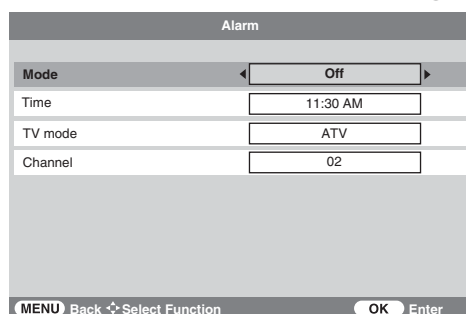 Alarm
Mode Off
Time 11:30 AM
TV mode ATV
Channel 02
MENU Back Select Function OK Enter